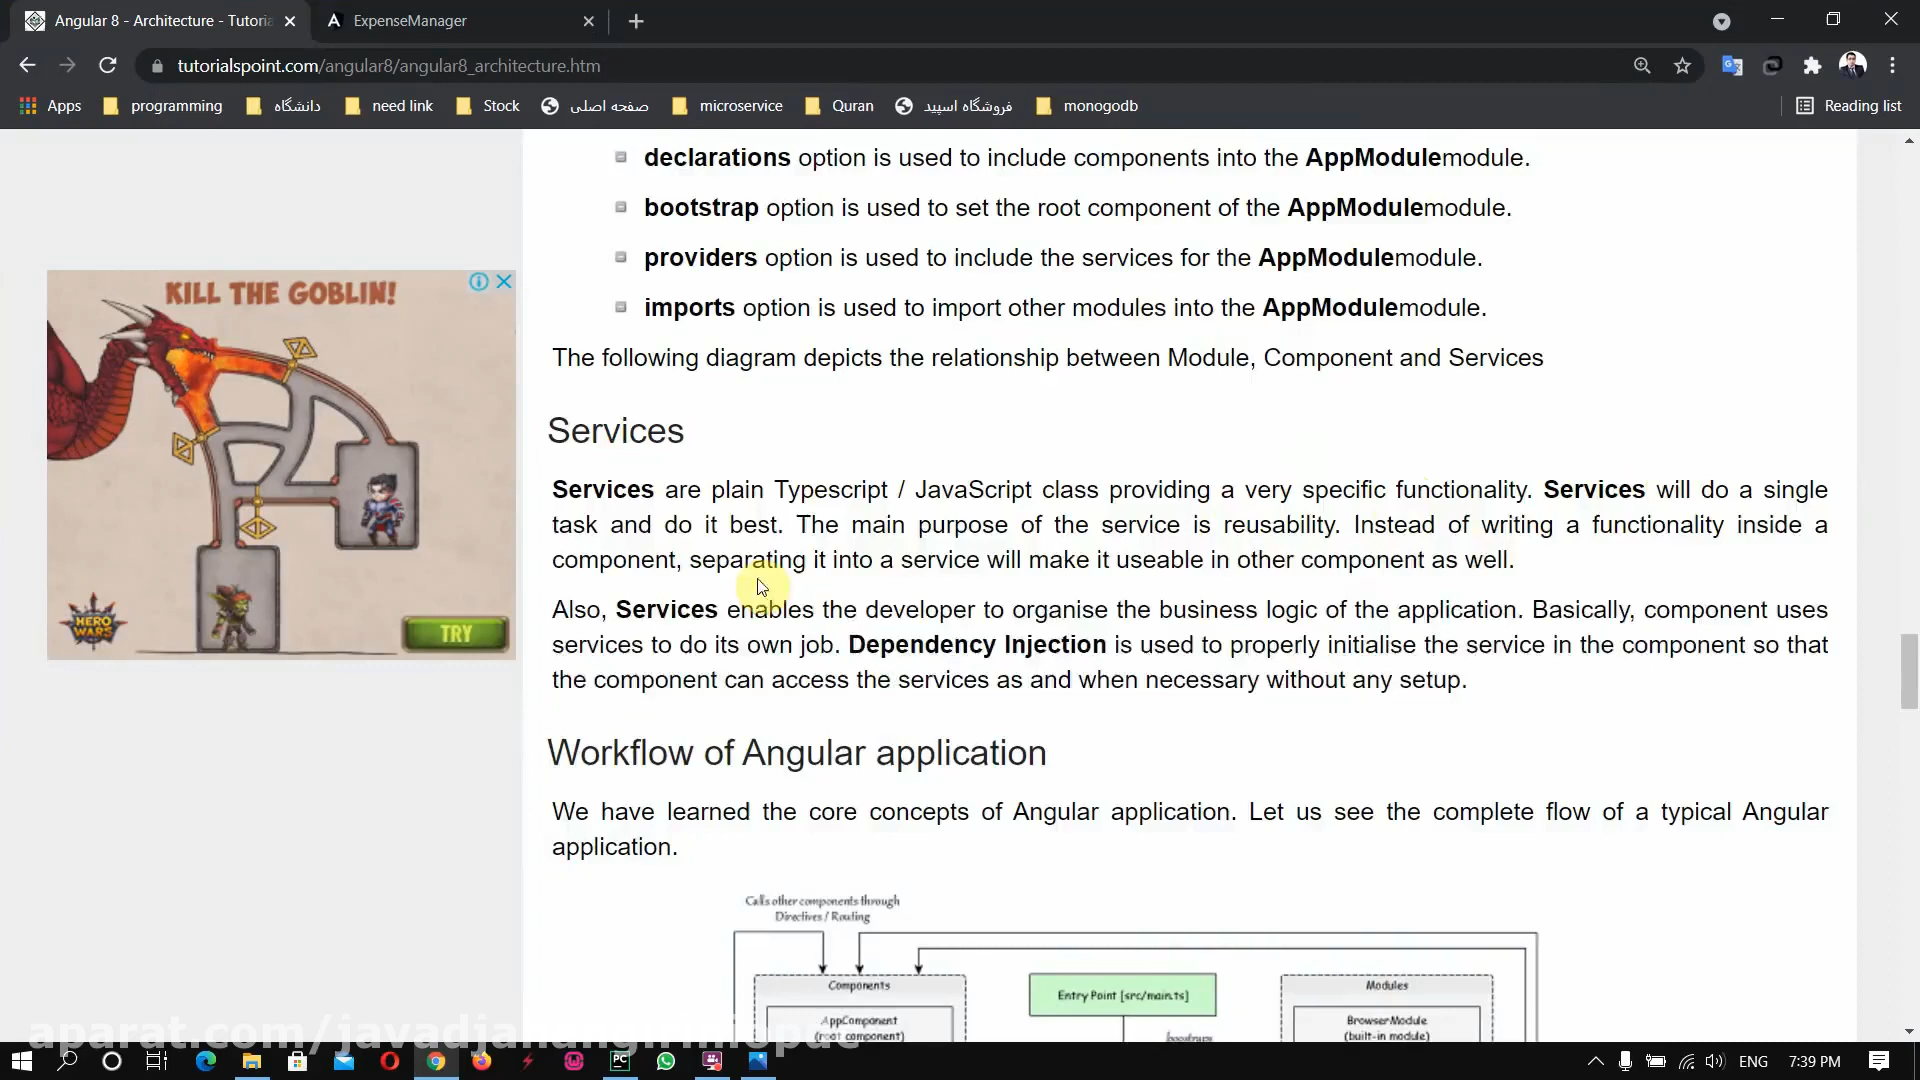 Angular 8 - Architecture - Tutoria
ExpenseManager
tutorialspoint.com/angular8/angular8_architecture.htm
Apps
programming
دانشگاه
need link
Stock
صفحه اصلی
microservice
Quran
فروشگاه اسپید
monogodb
Reading list
declarations option is used to include components into the AppModulemodule.
bootstrap option is used to set the root component of the AppModulemodule.
providers option is used to include the services for the AppModulemodule.
imports option is used to import other modules into the AppModulemodule.
The following diagram depicts the relationship between Module, Component and Services
KILL THE GOBLIN!
HERO
WARS
TRY
Services
Services are plain Typescript / JavaScript class providing a very specific functionality. Services will do a single
task and do it best. The main purpose of the service is reusability. Instead of writing a functionality inside a
component, separating it into a service will make it useable in other component as well.
Also, Services enables the developer to organise the business logic of the application. Basically, component uses
services to do its own job. Dependency Injection is used to properly initialise the service in the component so that
the component can access the services as and when necessary without any setup.
Workflow of Angular application
We have learned the core concepts of Angular application. Let us see the complete flow of a typical Angular
application.
Calls other components through
Directives / Routing
Components
Entry Point [src/main.ts]
Modules
AppComponent
(root component)
BrowserModule
(built-in module)
PC
ENG
7:39 PM